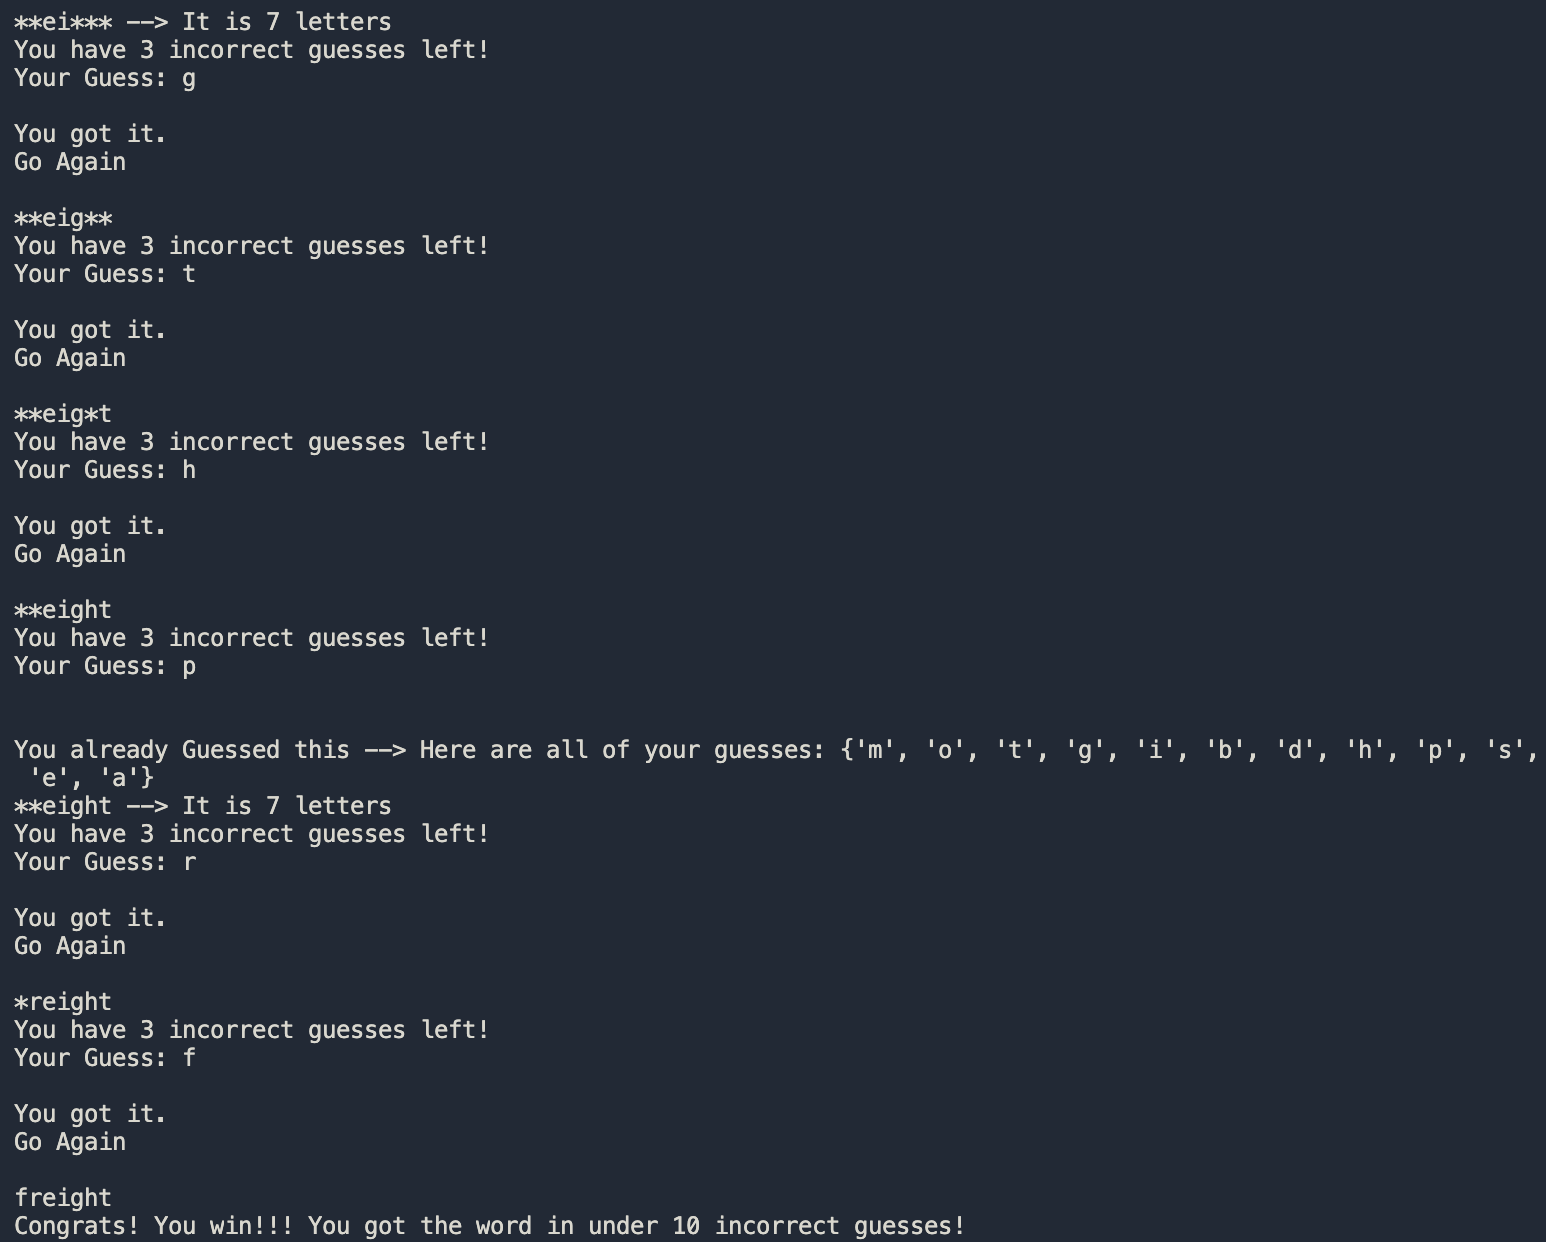 **ei*** --> It is 7 letters
You have 3 incorrect guesses left!
Your Guess: g
You got it.
Go Again
**eig**
You have 3 incorrect guesses left!
Your Guess: t
You got it.
Go Again
**eig*t
You have 3 incorrect guesses left!
Your Guess: h
You got it.
Go Again
**eight
You have 3 incorrect guesses left!
Your Guess: p
You already Guessed this --> Here are all of your guesses: {'m', 'o', 't', 'g', 'i', 'b', 'd', 'h', 'p', 's',
'e', 'a'}
**eight --> It is 7 letters
You have 3 incorrect guesses left!
Your Guess: r
You got it.
Go Again
*reight
You have 3 incorrect guesses left!
Your Guess: f
You got it.
Go Again
freight
Congrats! You win!!! You got the word in under 10 incorrect guesses!